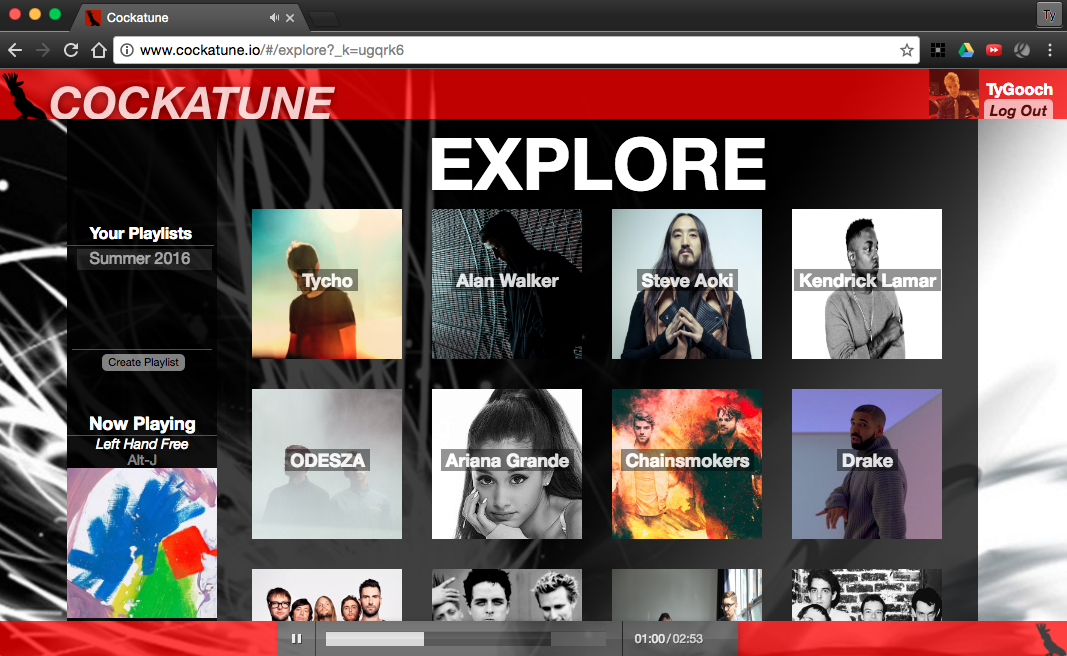 Cockatune
Ty
www.cockatune.io/#/explore?_k=ugqrk6
COCKATUNE
TyGooch
Log Out
EXPLORE
Your Playlists
Summer 2016
Create Playlist
Now Playing
Left Hand Free
Alt-J
Tycho
Alan Walker
Steve Aoki
Kendrick Lamar
ODESZA
Ariana Grande
Chainsmokers
Drake
01:00/02:53